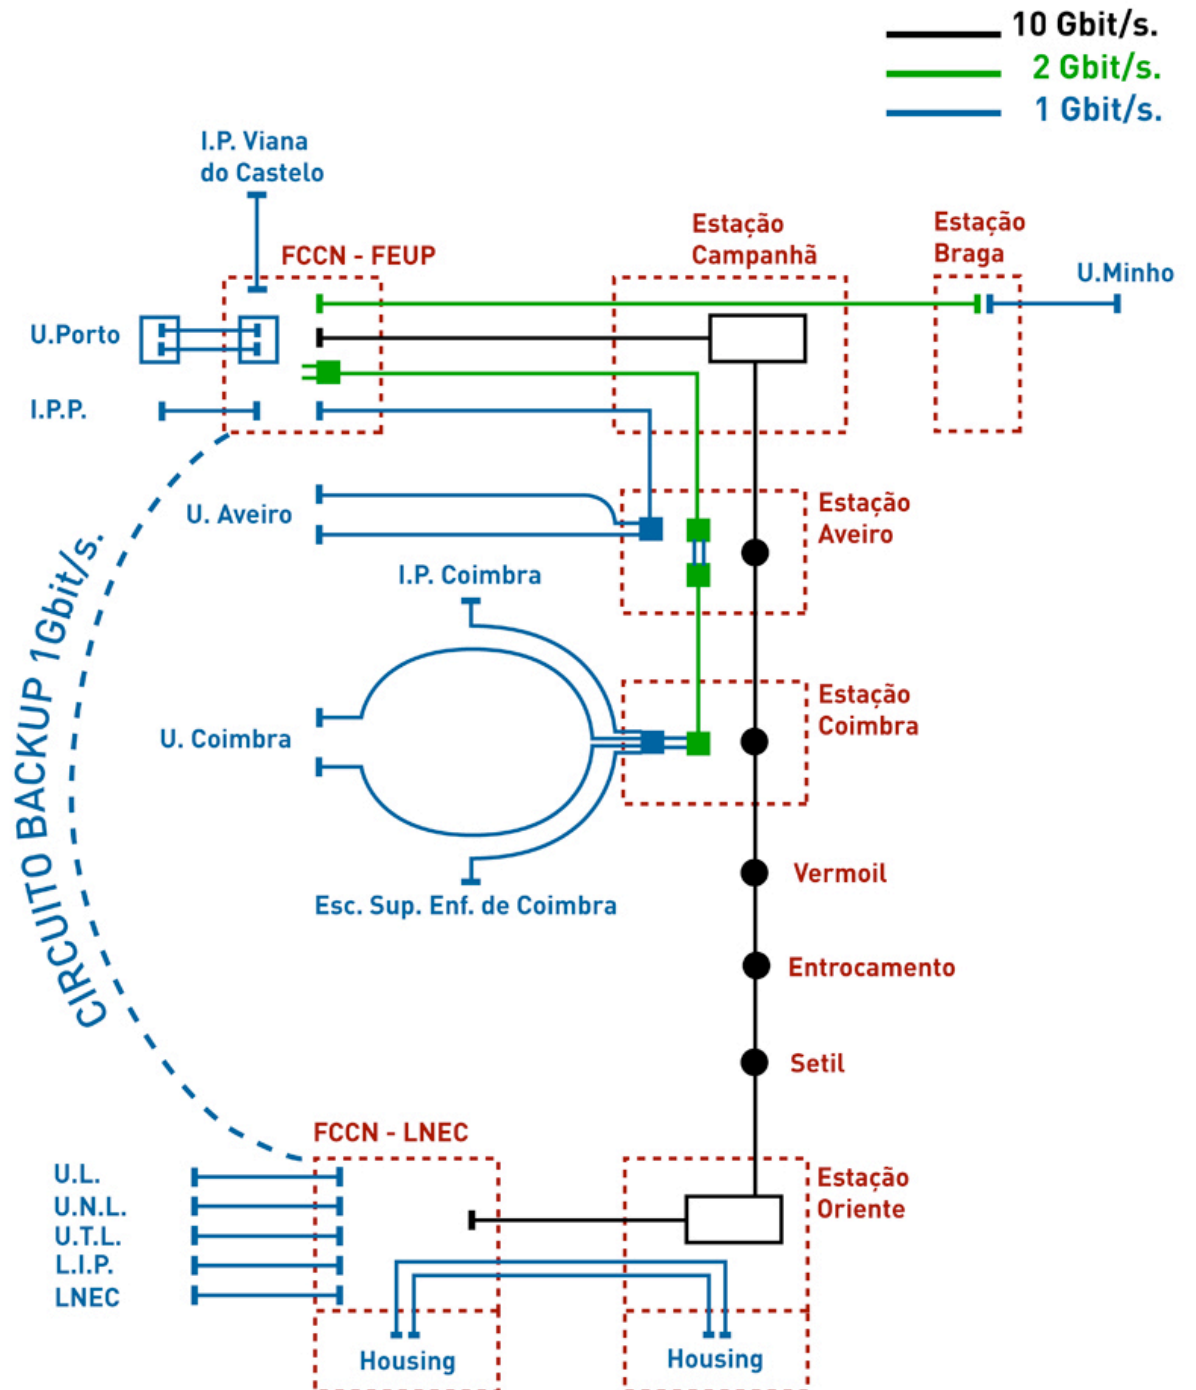 10 Gbit/s.
2 Gbit/s.
1 Gbit/s.
I.P. Viana
do Castelo
FCCN - FEUP
Estação
Campanhã
Estação
Braga
U.Minho
U.Porto
I.P.P.
U. Aveiro
Estação
Aveiro
I.P. Coimbra
U. Coimbra
Estação
Coimbra
Esc. Sup. Enf. de Coimbra
CIRCUITO BACKUP 1Gbit/s.
Vermoil
Entrocamento
Setil
FCCN - LNEC
U.L.
U.N.L.
U.T.L.
L.I.P.
LNEC
Estação
Oriente
Housing
Housing